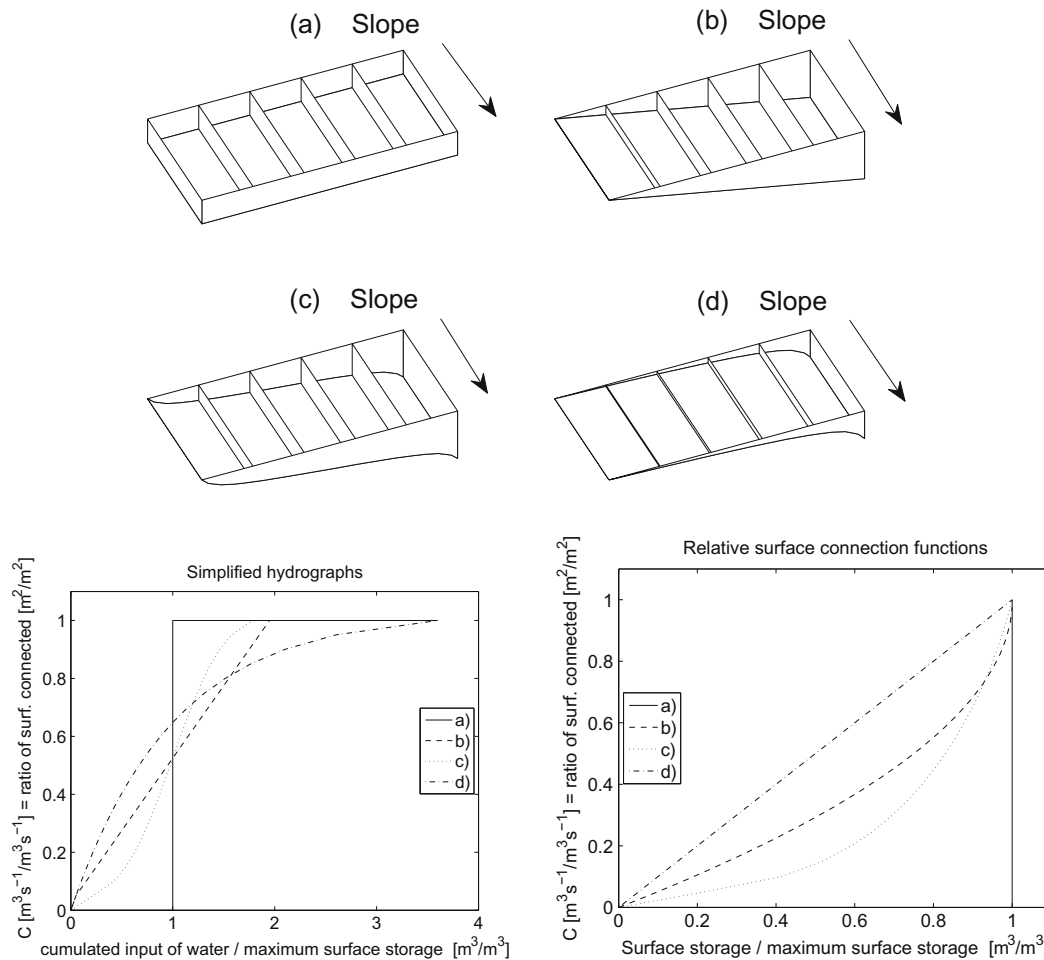 (a) Slope
(b) Slope
(c) Slope
(d) Slope
Simplified hydrographs
C [m³s⁻¹/m³s⁻¹] = ratio of surf. connected [m²/m²]
1
0.8
0.6
0.4
0.2
0
0 1 2 3 4
cumulated input of water / maximum surface storage [m³/m³]
a)
b)
c)
d)
Relative surface connection functions
C [m³s⁻¹/m³s⁻¹] = ratio of surf. connected [m²/m²]
1
0.8
0.6
0.4
0.2
0
0 0.2 0.4 0.6 0.8 1
Surface storage / maximum surface storage [m³/m³]
a)
b)
c)
d)